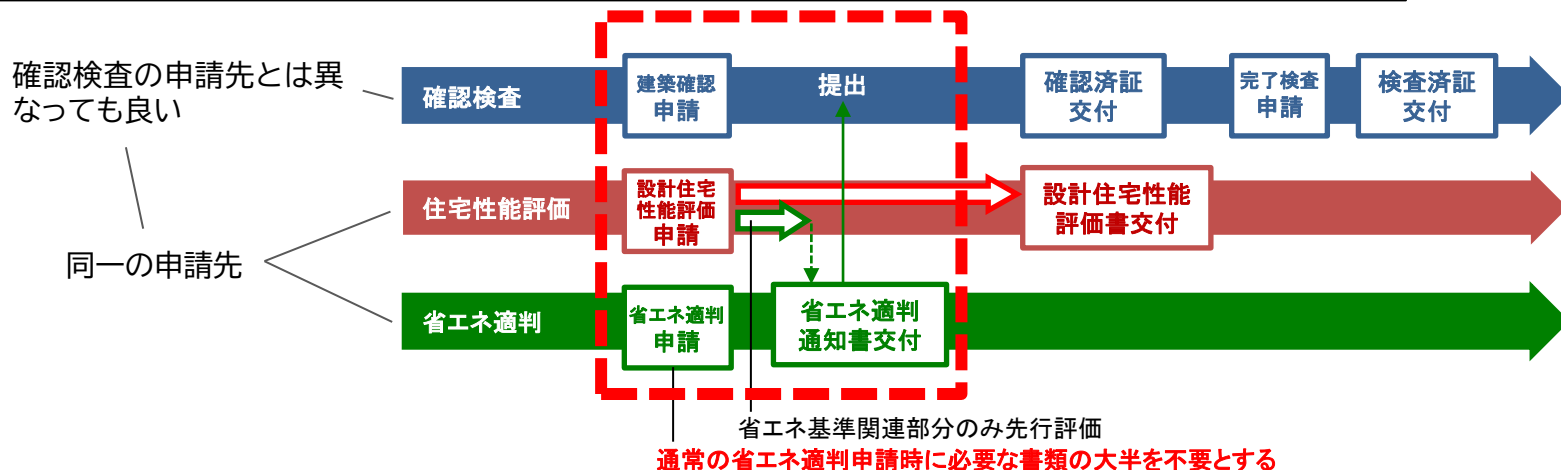 確認検査の申請先とは異
なっても良い
同一の申請先
確認検査
建築確認
申請
提出
確認済証
交付
完了検査
申請
検査済証
交付
住宅性能評価
設計住宅
性能評価
申請
設計住宅性能
評価書交付
省エネ適判
省エネ適判
申請
省エネ適判
通知書交付
省エネ基準関連部分のみ先行評価
通常の省エネ適判申請時に必要な書類の大半を不要とする